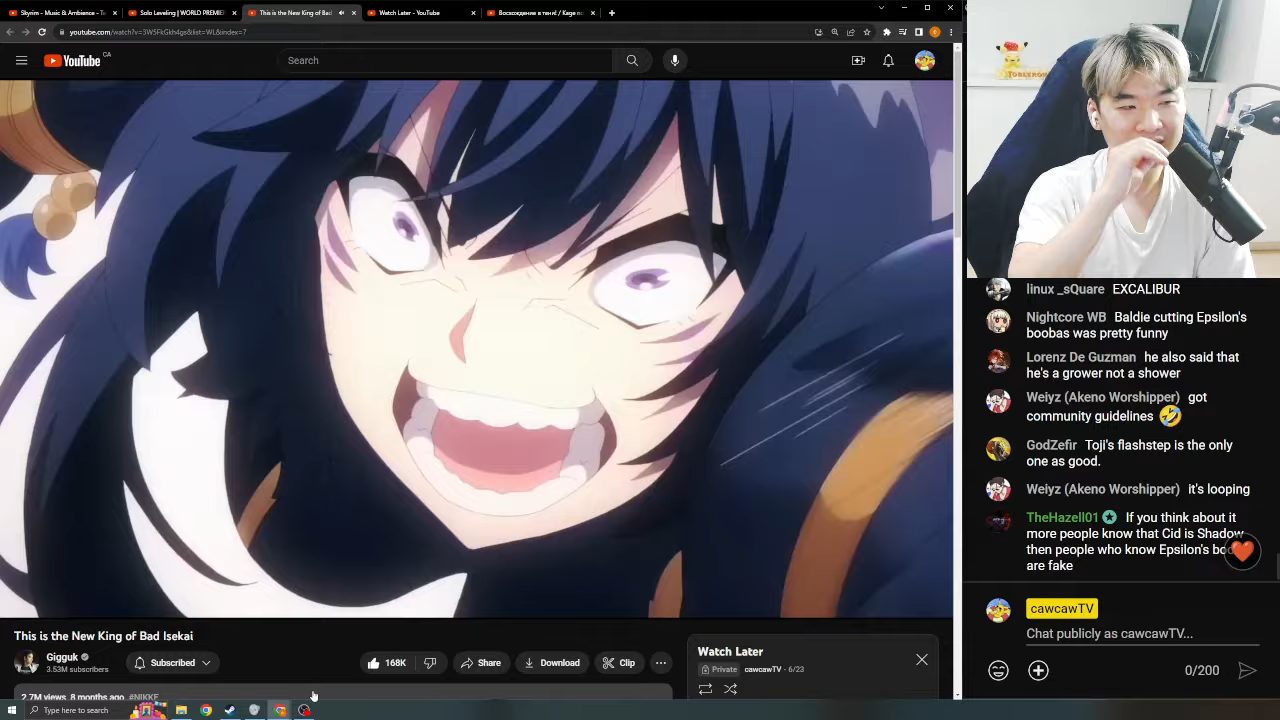 Skyrim - Music & Ambience - T
Solo Leveling | WORLD PREMIE
This is the New King of Bad
Watch Later - YouTube
Восхождение в тени! / Kage
youtube.com/watch?v=3W5FkGkh4gs&list=WL&index=7
YouTube CA
Search
linux _sQuare EXCALIBUR
Nightcore WB Baldie cutting Epsilon's
boobas was pretty funny
Lorenz De Guzman he also said that
he's a grower not a shower
Weiyz (Akeno Worshipper) got
community guidelines 🤣
GodZefir Toji's flashstep is the only
one as good.
Weiyz (Akeno Worshipper) it's looping
TheHazell01 If you think about it
more people know that Cid is Shadow
then people who know Epsilon's bo
are fake
cawcawTV
Chat publicly as cawcawTV...
0/200
This is the New King of Bad Isekai
Gigguk
3.53M subscribers
Subscribed
168K
Share
Download
Clip
Watch Later
Private cawcawTV - 6/23
2.7M views 8 months ago #NIKKE
Type here to search